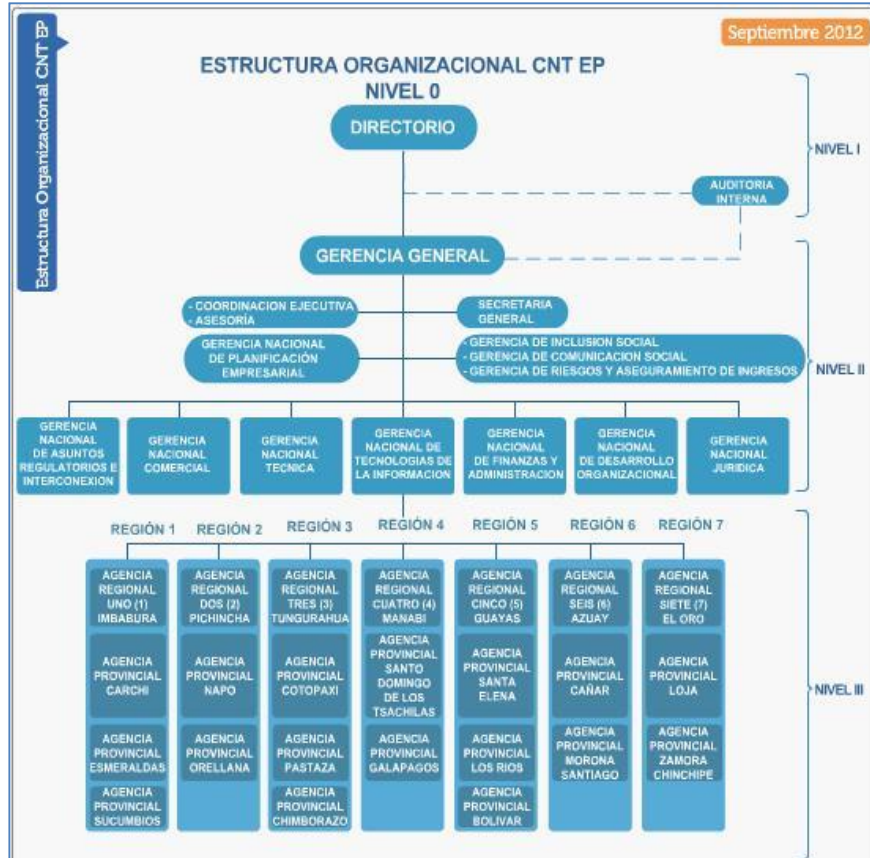 Estructura Organizacional CNT EP
Septiembre 2012
ESTRUCTURA ORGANIZACIONAL CNT EP
NIVEL 0
DIRECTORIO
NIVEL I
AUDITORIA
INTERNA
GERENCIA GENERAL
- COORDINACION EJECUTIVA
- ASESORÍA
SECRETARIA
GENERAL
GERENCIA NACIONAL
DE PLANIFICACIÓN
EMPRESARIAL
- GERENCIA DE INCLUSION SOCIAL
- GERENCIA DE COMUNICACION SOCIAL
- GERENCIA DE RIESGOS Y ASEGURAMIENTO DE INGRESOS
NIVEL II
GERENCIA
NACIONAL
DE ASUNTOS
REGULATORIOS E
INTERCONEXION
GERENCIA
NACIONAL
COMERCIAL
GERENCIA
NACIONAL
TECNICA
GERENCIA
NACIONAL DE
TECNOLOGIAS DE
LA INFORMACION
GERENCIA
NACIONAL
DE FINANZAS Y
ADMINISTRACION
GERENCIA
NACIONAL
DE DESARROLLO
ORGANIZACIONAL
GERENCIA
NACIONAL
JURIDICA
REGIÓN 1
AGENCIA
REGIONAL
UNO (1)
IMBABURA
AGENCIA
PROVINCIAL
CARCHI
AGENCIA
PROVINCIAL
ESMERALDAS
AGENCIA
PROVINCIAL
SUCUMBIOS
REGIÓN 2
AGENCIA
REGIONAL
DOS (2)
PICHINCHA
AGENCIA
PROVINCIAL
NAPO
AGENCIA
PROVINCIAL
ORELLANA
REGIÓN 3
AGENCIA
REGIONAL
TRES (3)
TUNGURAHUA
AGENCIA
PROVINCIAL
COTOPAXI
AGENCIA
PROVINCIAL
PASTAZA
AGENCIA
PROVINCIAL
CHIMBORAZO
REGIÓN 4
AGENCIA
REGIONAL
CUATRO (4)
MANABI
AGENCIA
PROVINCIAL
SANTO
DOMINGO
DE LOS
TSACHILAS
AGENCIA
PROVINCIAL
GALAPAGOS
REGIÓN 5
AGENCIA
REGIONAL
CINCO (5)
GUAYAS
AGENCIA
PROVINCIAL
SANTA
ELENA
AGENCIA
PROVINCIAL
LOS RIOS
AGENCIA
PROVINCIAL
BOLIVAR
REGIÓN 6
AGENCIA
REGIONAL
SEIS (6)
AZUAY
AGENCIA
PROVINCIAL
CAÑAR
AGENCIA
PROVINCIAL
MORONA
SANTIAGO
REGIÓN 7
AGENCIA
REGIONAL
SIETE (7)
EL ORO
AGENCIA
PROVINCIAL
LOJA
AGENCIA
PROVINCIAL
ZAMORA
CHINCHIPE
NIVEL III